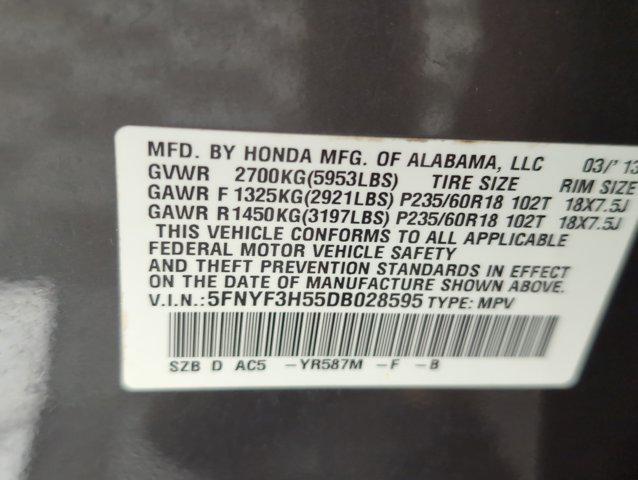 MFD. BY HONDA MFG. OF ALABAMA, LLC 03/'13
GVWR 2700KG(5953LBS) TIRE SIZE RIM SIZE
GAWR F 1325KG(2921LBS) P235/60R18 102T 18X7.5J
GAWR R 1450KG(3197LBS) P235/60R18 102T 18X7.5J
THIS VEHICLE CONFORMS TO ALL APPLICABLE
FEDERAL MOTOR VEHICLE SAFETY
AND THEFT PREVENTION STANDARDS IN EFFECT
ON THE DATE OF MANUFACTURE SHOWN ABOVE.
V.I.N.: 5FNYF3H55DB028595 TYPE: MPV
SZB D AC5 -YR587M -F -B